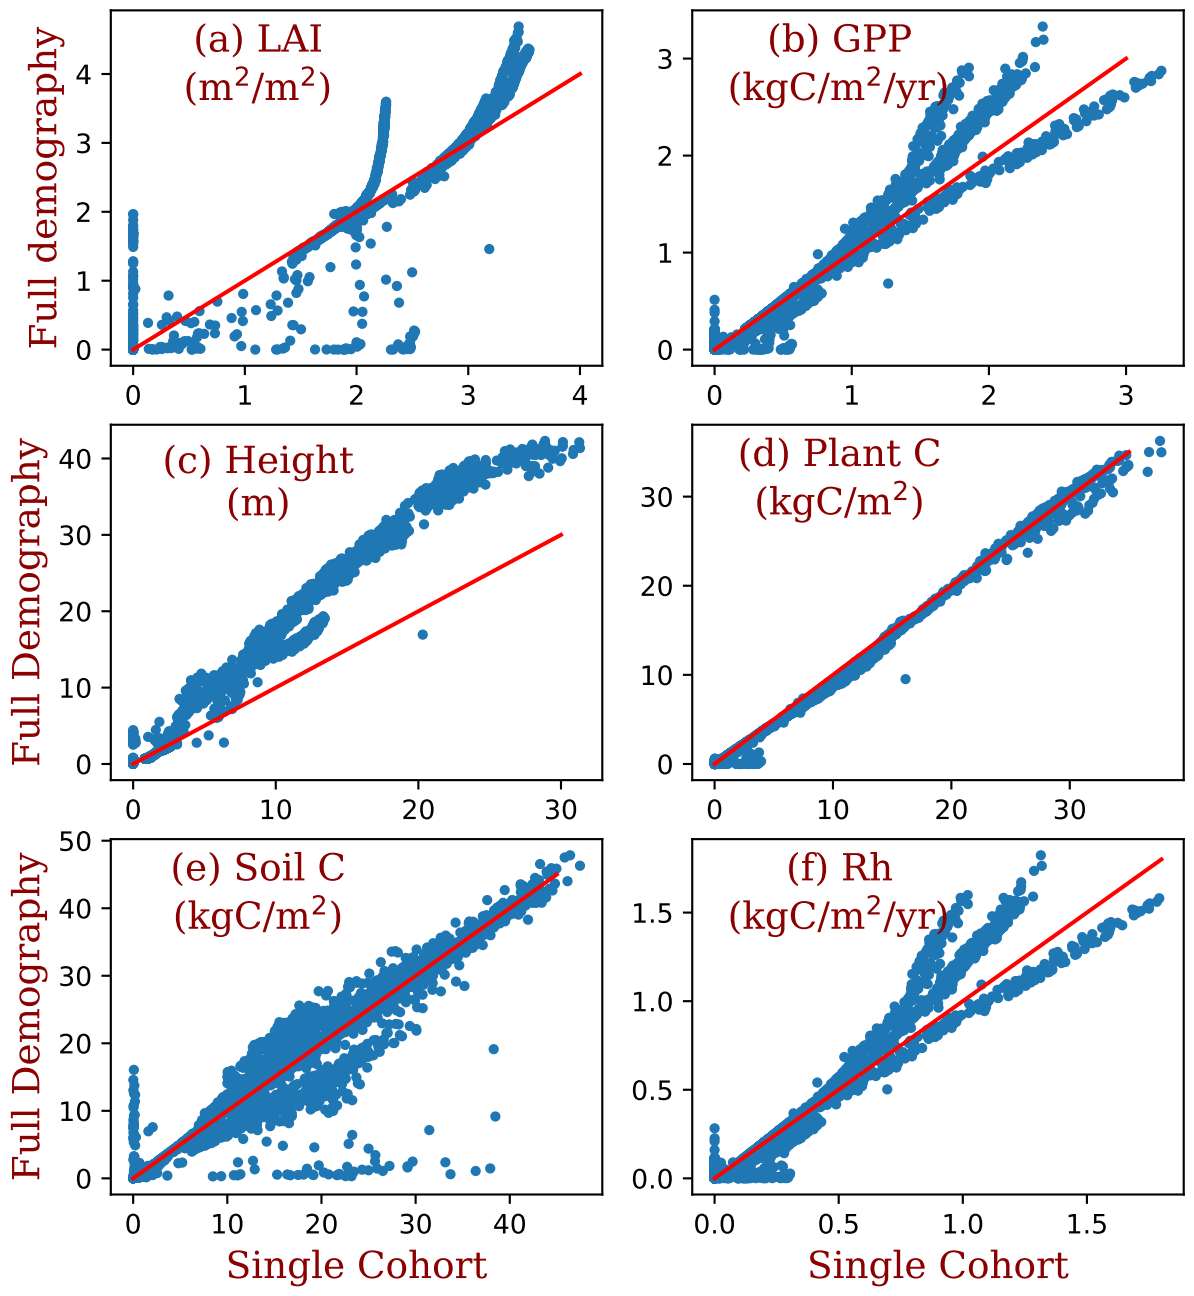 (a) LAI
(m²/m²)
Full demography
4
3
2
1
0
0 1 2 3 4
(b) GPP
(kgC/m²/yr)
3
2
1
0
0 1 2 3
(c) Height
(m)
Full Demography
40
30
20
10
0
0 10 20 30
(d) Plant C
(kgC/m²)
30
20
10
0
0 10 20 30
(e) Soil C
(kgC/m²)
Full Demography
50
40
30
20
10
0
0 10 20 30 40
Single Cohort
(f) Rh
(kgC/m²/yr)
1.5
1.0
0.5
0.0
0.0 0.5 1.0 1.5
Single Cohort